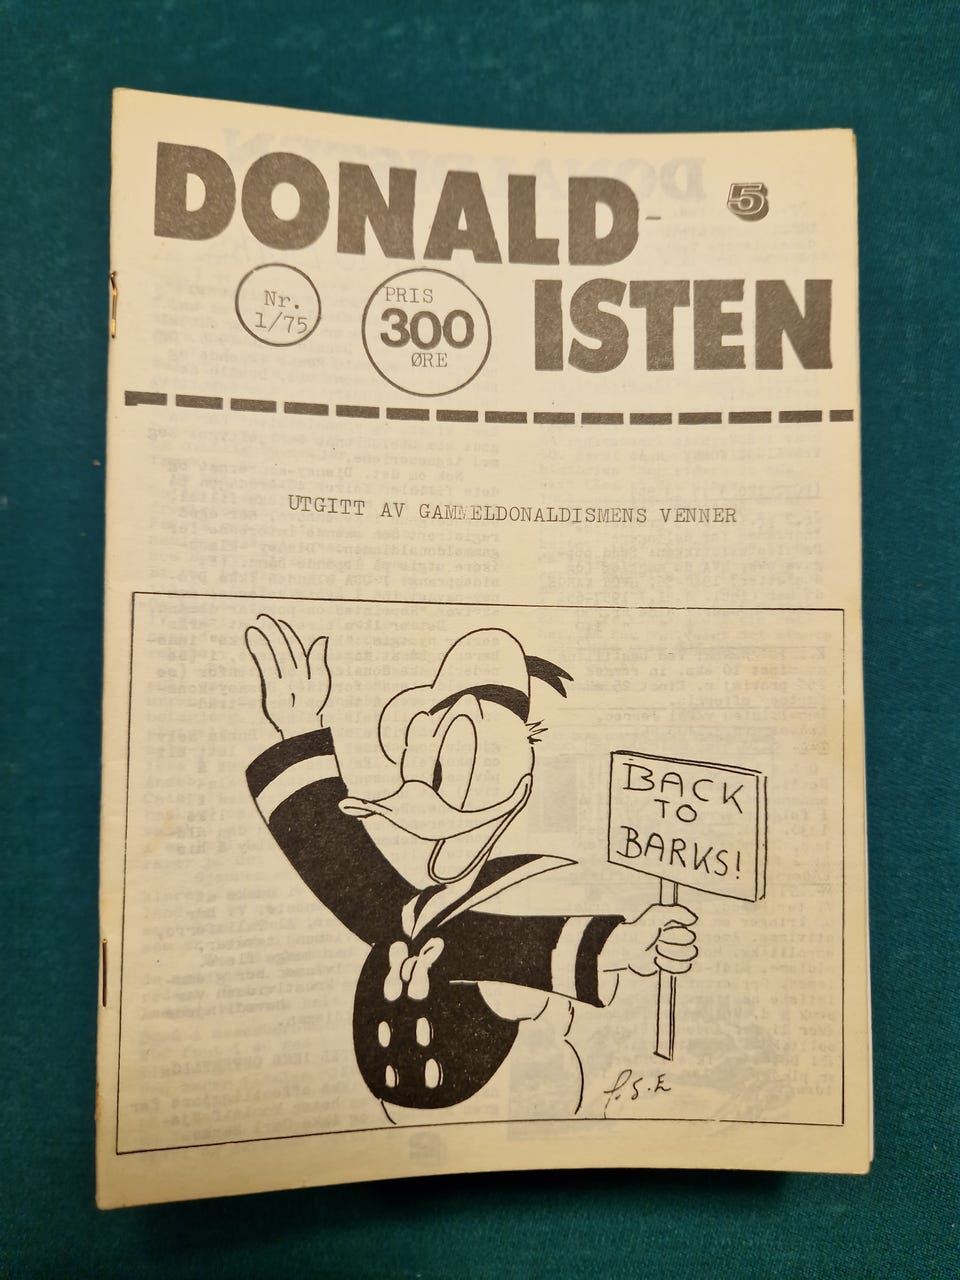 DONALD-
5
ISTEN
Nr.
1/75
PRIS
300
ØRE
UTGITT AV GAMMELDONALDISMENS VENNER
BACK
TO
BARKS!